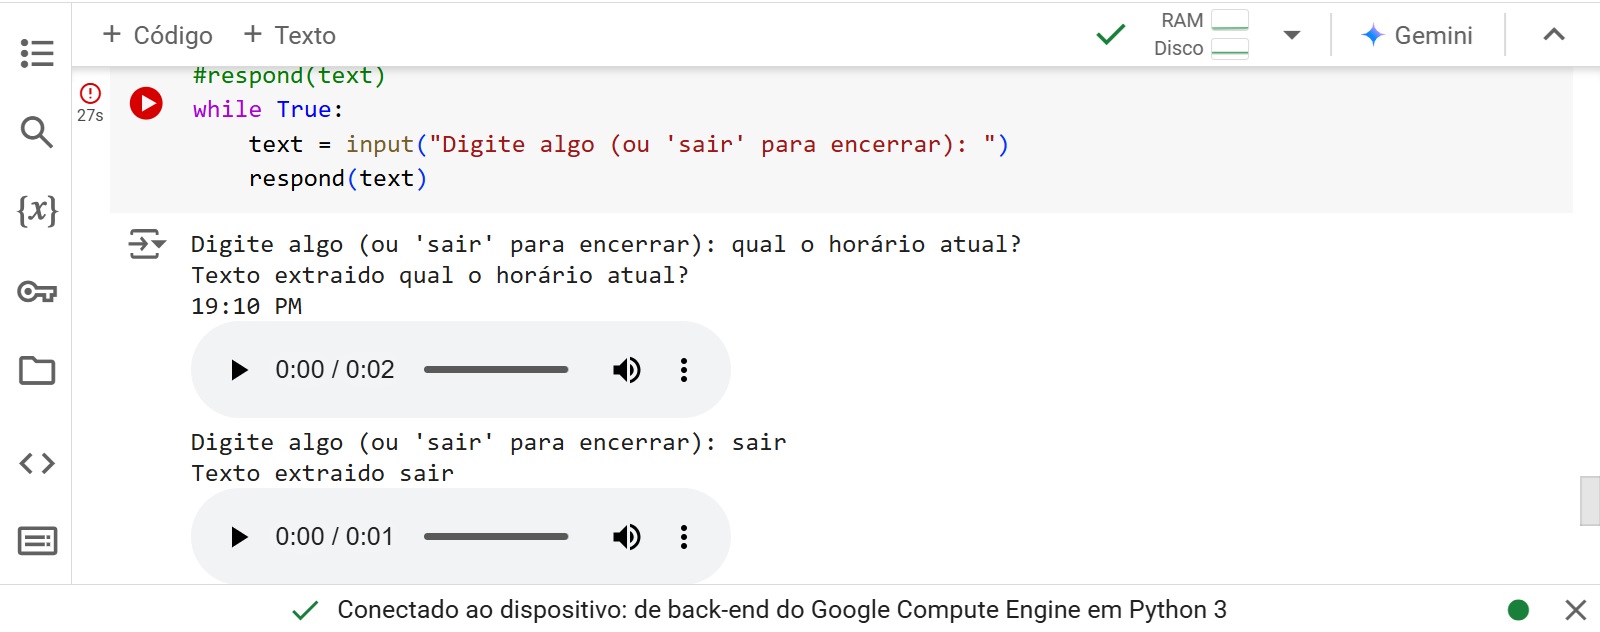 + Código + Texto
RAM
Disco
Gemini
27s
#respond(text)
while True:
text = input("Digite algo (ou 'sair' para encerrar): ")
respond(text)
{x}
Digite algo (ou 'sair' para encerrar): qual o horário atual?
Texto extraido qual o horário atual?
19:10 PM
0:00 / 0:02
Digite algo (ou 'sair' para encerrar): sair
Texto extraido sair
0:00 / 0:01
Conectado ao dispositivo: de back-end do Google Compute Engine em Python 3